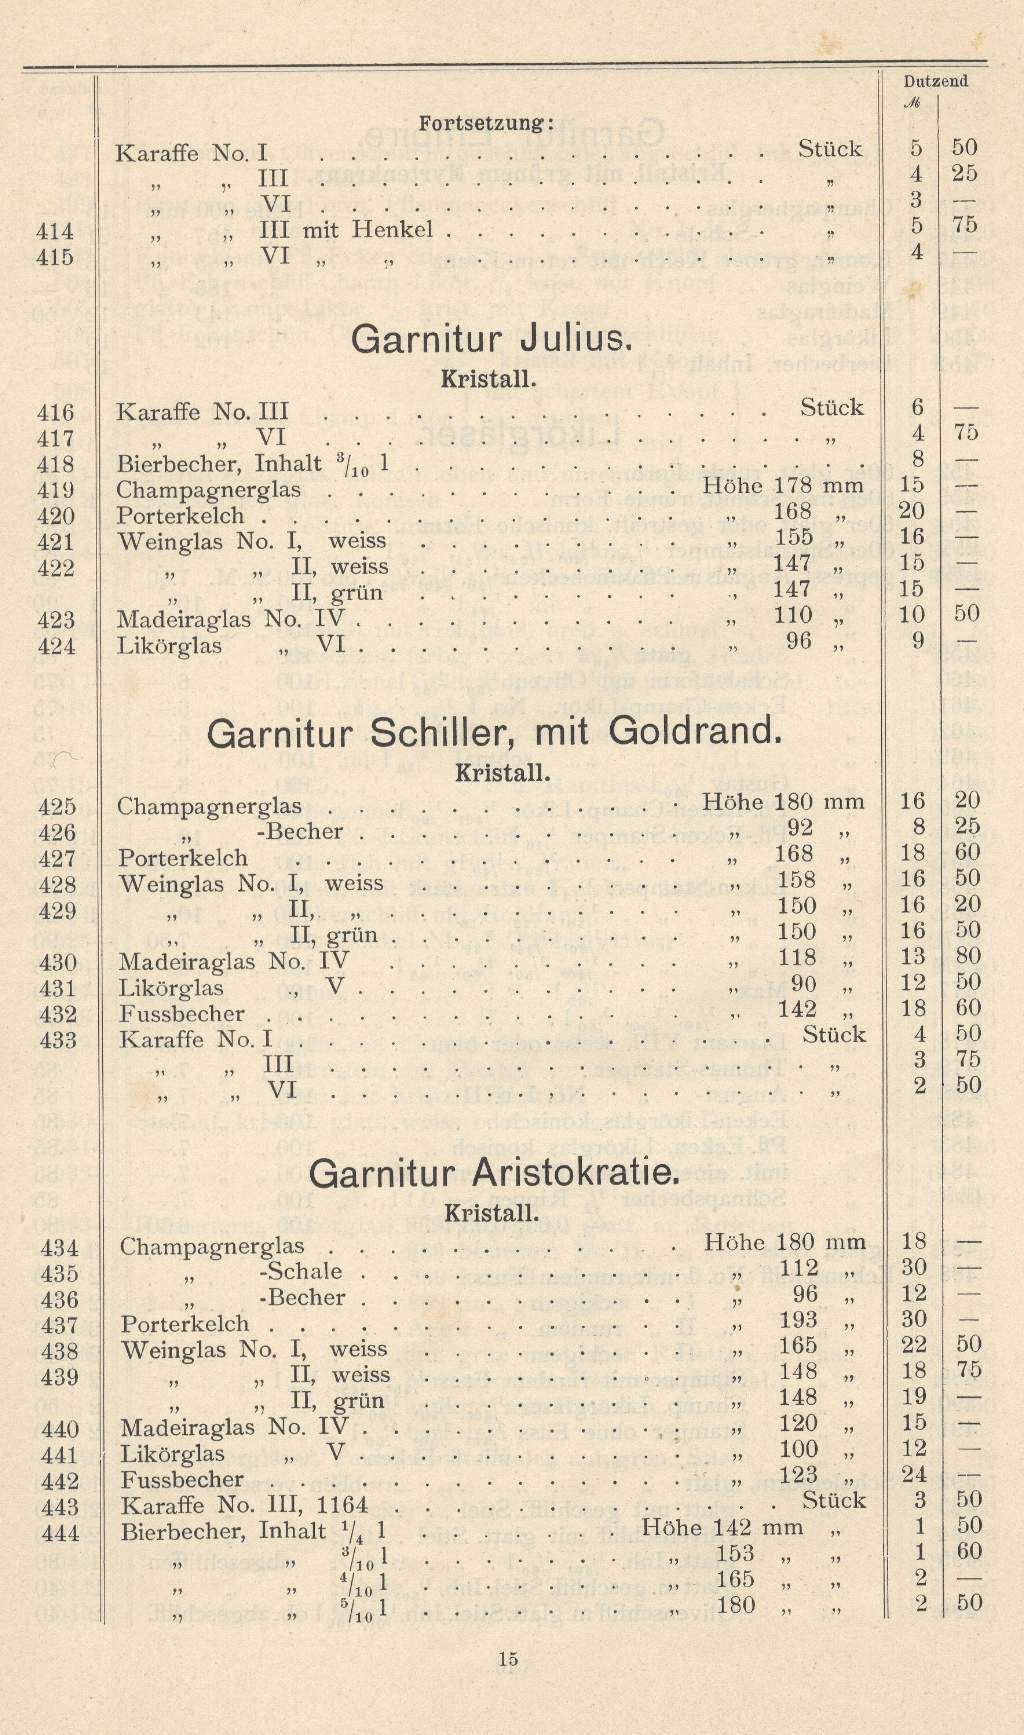 Dutzend
ℳ
Fortsetzung:
Karaffe No. I . . . . . . . . . . . . . . . Stück 5 50
„ „ III . . . . . . . . . . . . . . . „ 4 25
„ „ VI . . . . . . . . . . . . . . . „ 3 —
414 „ „ III mit Henkel . . . . . . . . . . . „ 5 75
415 „ „ VI „ „ . . . . . . . . . . . „ 4 —
Garnitur Julius.
Kristall.
416 Karaffe No. III . . . . . . . . . . . . . . . Stück 6 —
417 „ „ VI . . . . . . . . . . . . . . . . „ 4 75
418 Bierbecher, Inhalt 3/10 l . . . . . . . . . . . . 8 —
419 Champagnerglas . . . . . . . . . . . . Höhe 178 mm 15 —
420 Porterkelch . . . . . . . . . . . . . . „ 168 „ 20 —
421 Weinglas No. I, weiss . . . . . . . . . „ 155 „ 16 —
422 „ „ II, weiss . . . . . . . . . „ 147 „ 15 —
„ „ II, grün . . . . . . . . . „ 147 „ 15 —
423 Madeiraglas No. IV . . . . . . . . . . . „ 110 „ 10 50
424 Likörglas „ VI . . . . . . . . . . . „ 96 „ 9 —
Garnitur Schiller, mit Goldrand.
Kristall.
425 Champagnerglas . . . . . . . . . . . . Höhe 180 mm 16 20
426 „ -Becher . . . . . . . . . . . „ 92 „ 8 25
427 Porterkelch . . . . . . . . . . . . . „ 168 „ 18 60
428 Weinglas No. I, weiss . . . . . . . . . „ 158 „ 16 50
429 „ „ II, „ . . . . . . . . . . „ 150 „ 16 20
„ „ II, grün . . . . . . . . . . „ 150 „ 16 50
430 Madeiraglas No. IV . . . . . . . . . . „ 118 „ 13 80
431 Likörglas „ V . . . . . . . . . . . „ 90 „ 12 50
432 Fussbecher . . . . . . . . . . . . . . „ 142 „ 18 60
433 Karaffe No. I . . . . . . . . . . . . . . . Stück 4 50
„ „ III . . . . . . . . . . . . . . . . „ 3 75
„ „ VI . . . . . . . . . . . . . . . . „ 2 50
Garnitur Aristokratie.
Kristall.
434 Champagnerglas . . . . . . . . . . . . Höhe 180 mm 18 —
435 „ -Schale . . . . . . . . . . . „ 112 „ 30 —
436 „ -Becher . . . . . . . . . . . „ 96 „ 12 —
437 Porterkelch . . . . . . . . . . . . . . „ 193 „ 30 —
438 Weinglas No. I, weiss . . . . . . . . . „ 165 „ 22 50
439 „ „ II, weiss . . . . . . . . . „ 148 „ 18 75
„ „ II, grün . . . . . . . . . „ 148 „ 19 —
440 Madeiraglas No. IV . . . . . . . . . . . „ 120 „ 15 —
441 Likörglas „ V . . . . . . . . . . . „ 100 „ 12 —
442 Fussbecher . . . . . . . . . . . . . . „ 123 „ 24 —
443 Karaffe No. III, 1164 . . . . . . . . . . . . Stück 3 50
444 Bierbecher, Inhalt 1/4 l . . . . . . . . Höhe 142 mm „ 1 50
„ „ 3/10 l . . . . . . . . „ 153 „ „ 1 60
„ „ 4/10 l . . . . . . . . „ 165 „ „ 2 —
„ „ 5/10 l . . . . . . . . „ 180 „ „ 2 50
15